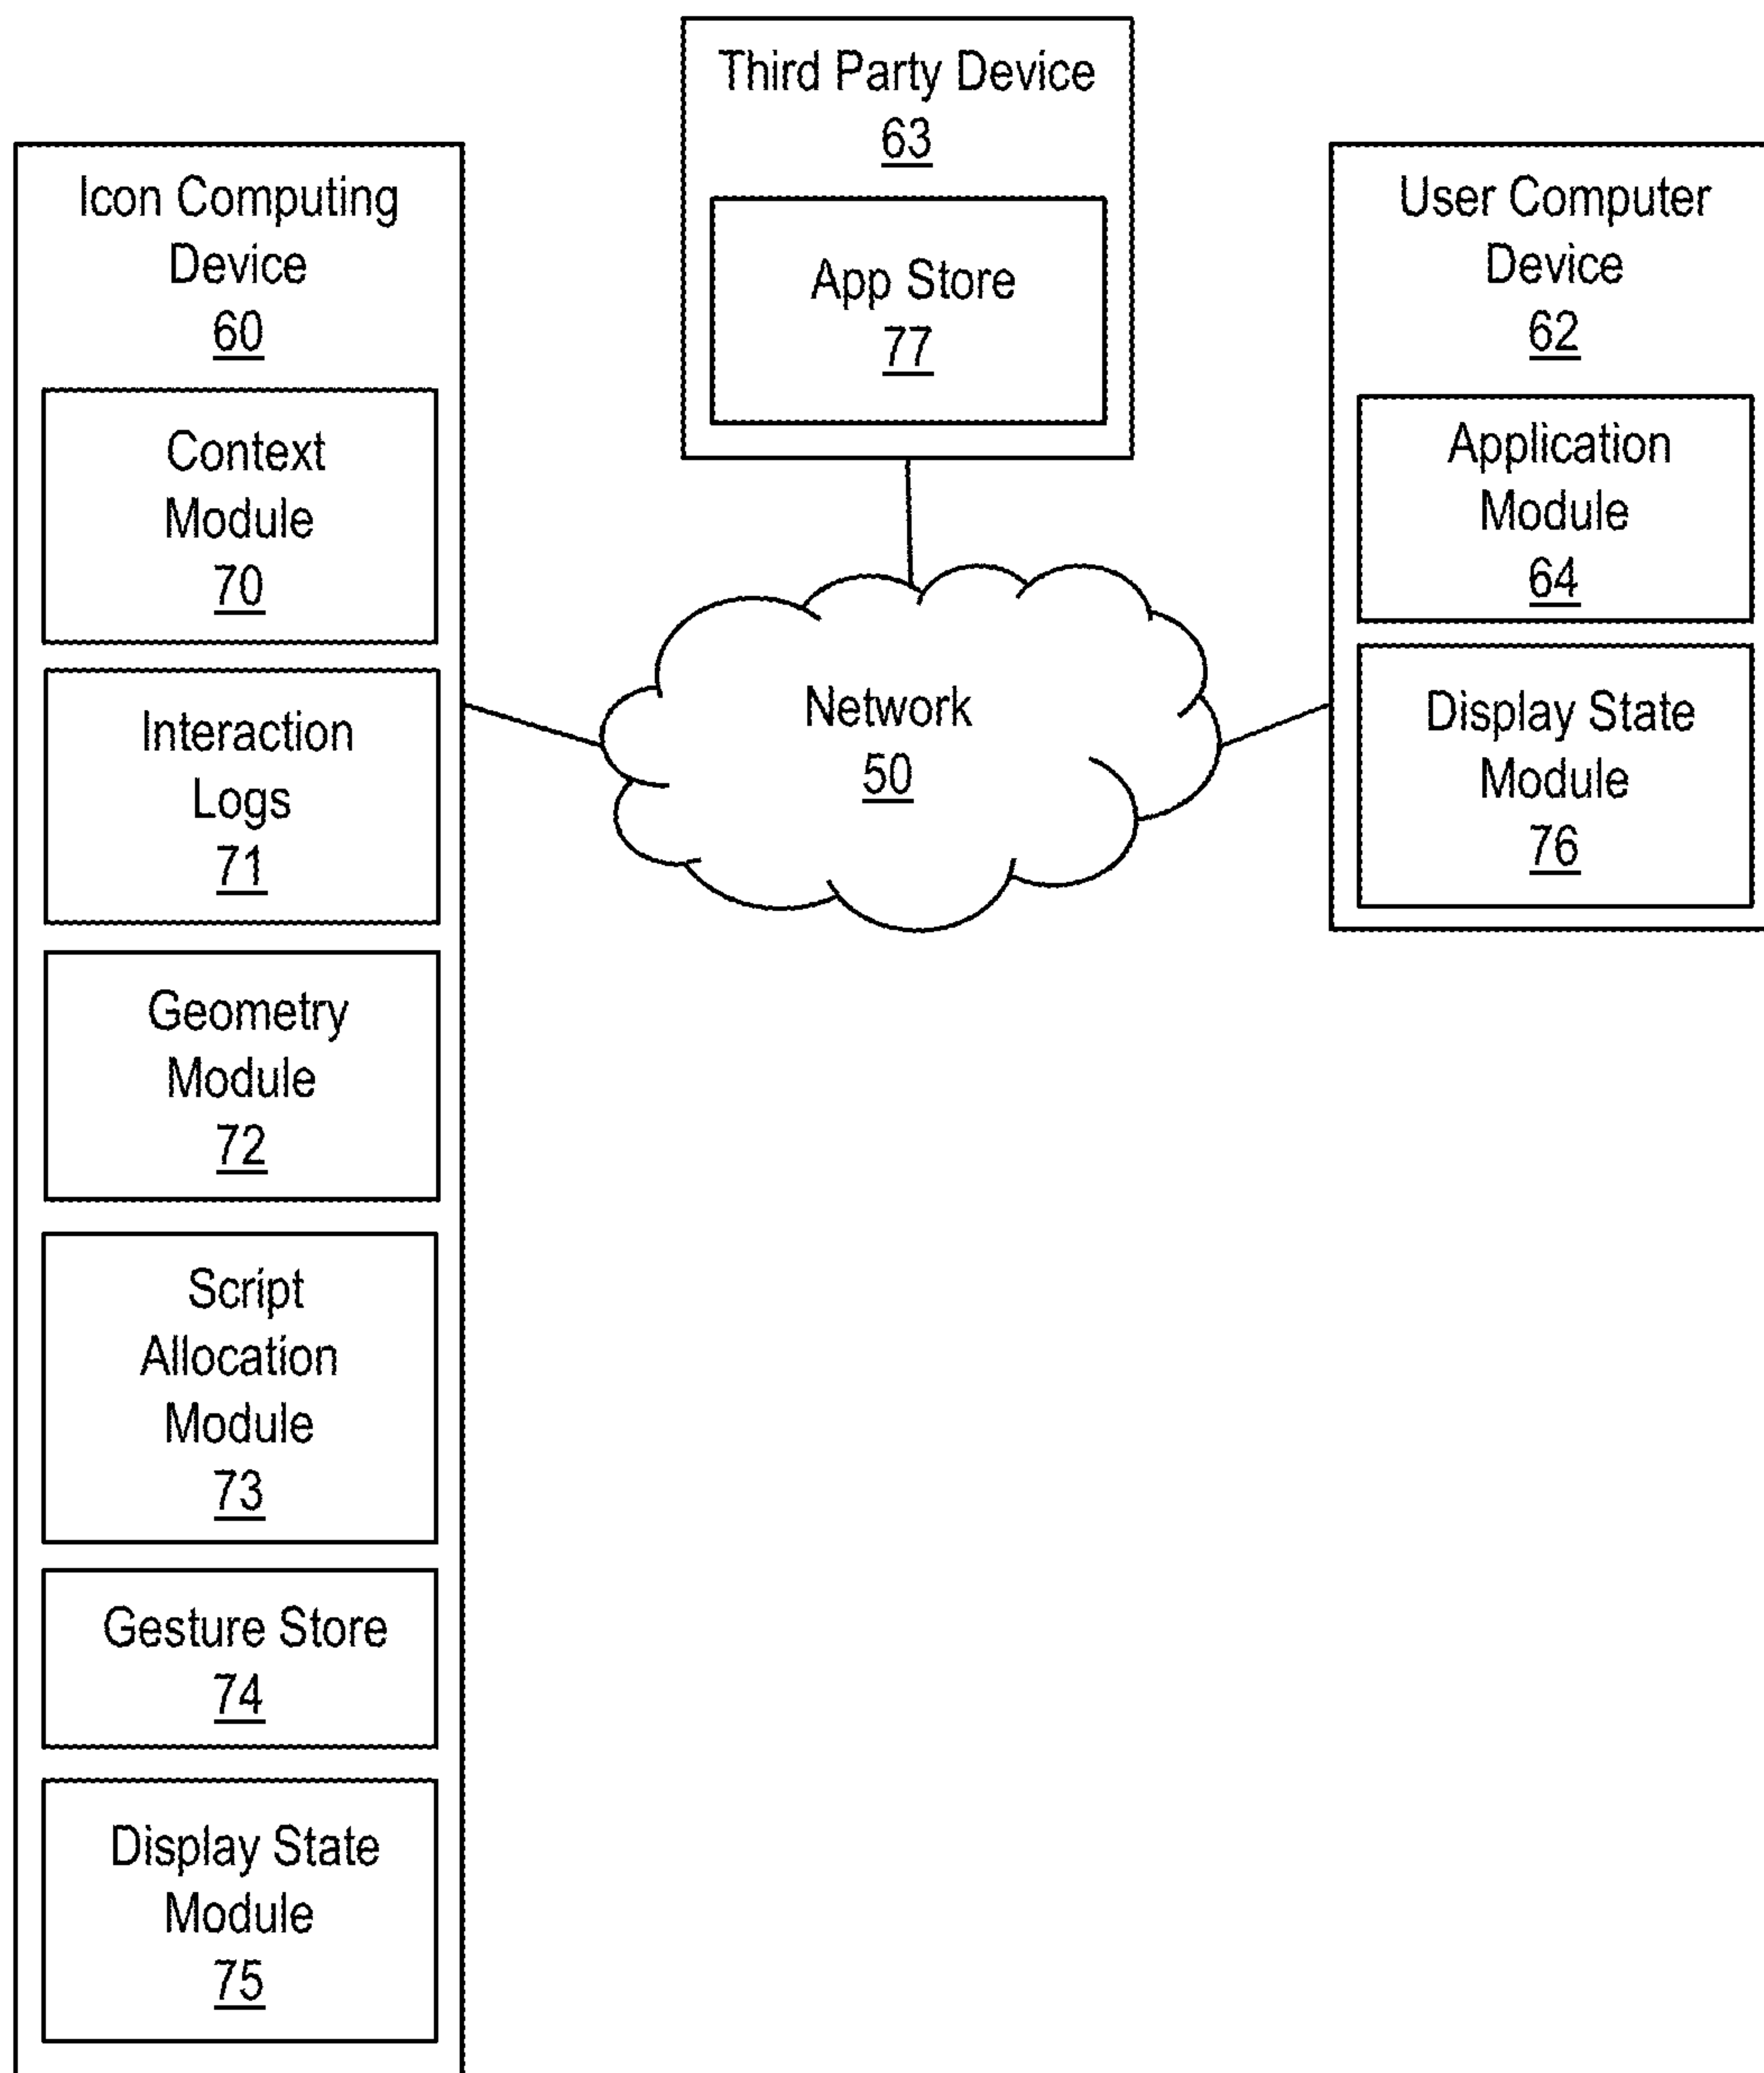 Third Party Device
63
App Store
77
Icon Computing
Device
60
Context
Module
70
Interaction
Logs
71
Geometry
Module
72
Script
Allocation
Module
73
Gesture Store
74
Display State
Module
75
Network
50
User Computer
Device
62
Application
Module
64
Display State
Module
76